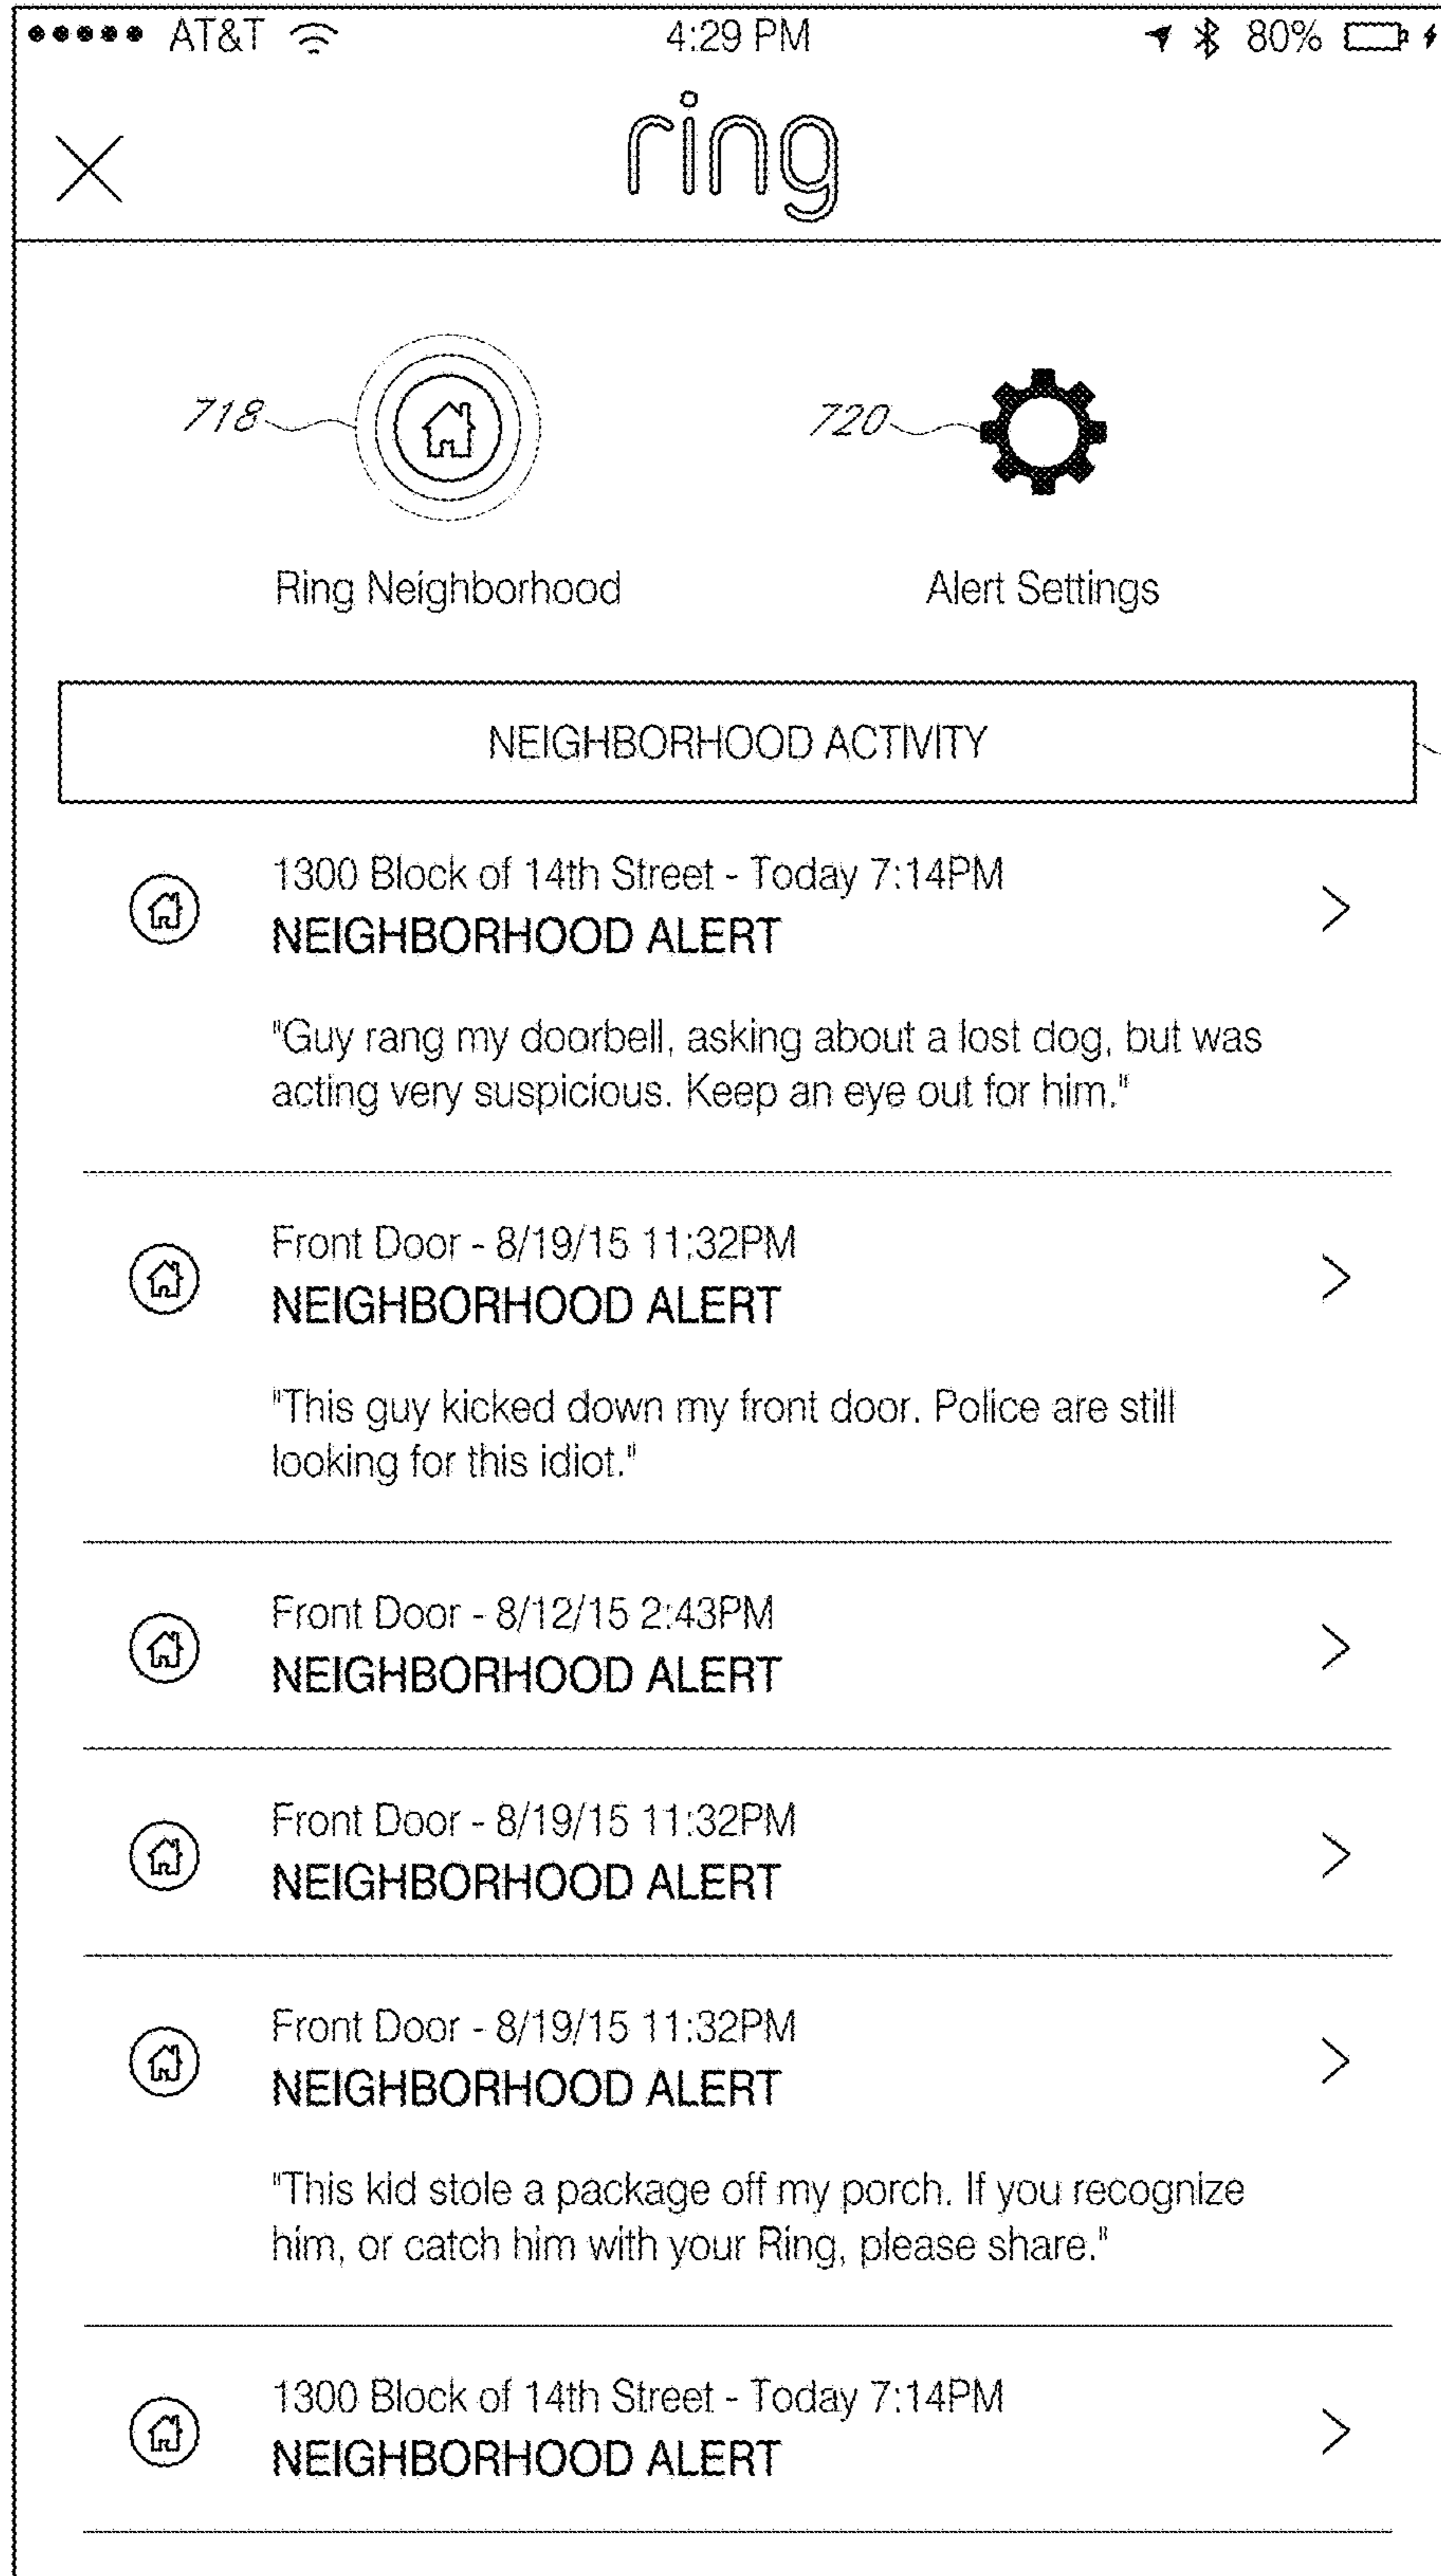 AT&T 4:29 PM 80%
ring
718 720
Ring Neighborhood Alert Settings
NEIGHBORHOOD ACTIVITY
1300 Block of 14th Street - Today 7:14PM
NEIGHBORHOOD ALERT
"Guy rang my doorbell, asking about a lost dog, but was
acting very suspicious. Keep an eye out for him."
Front Door - 8/19/15 11:32PM
NEIGHBORHOOD ALERT
"This guy kicked down my front door. Police are still
looking for this idiot."
Front Door - 8/12/15 2:43PM
NEIGHBORHOOD ALERT
Front Door - 8/19/15 11:32PM
NEIGHBORHOOD ALERT
Front Door - 8/19/15 11:32PM
NEIGHBORHOOD ALERT
"This kid stole a package off my porch. If you recognize
him, or catch him with your Ring, please share."
1300 Block of 14th Street - Today 7:14PM
NEIGHBORHOOD ALERT